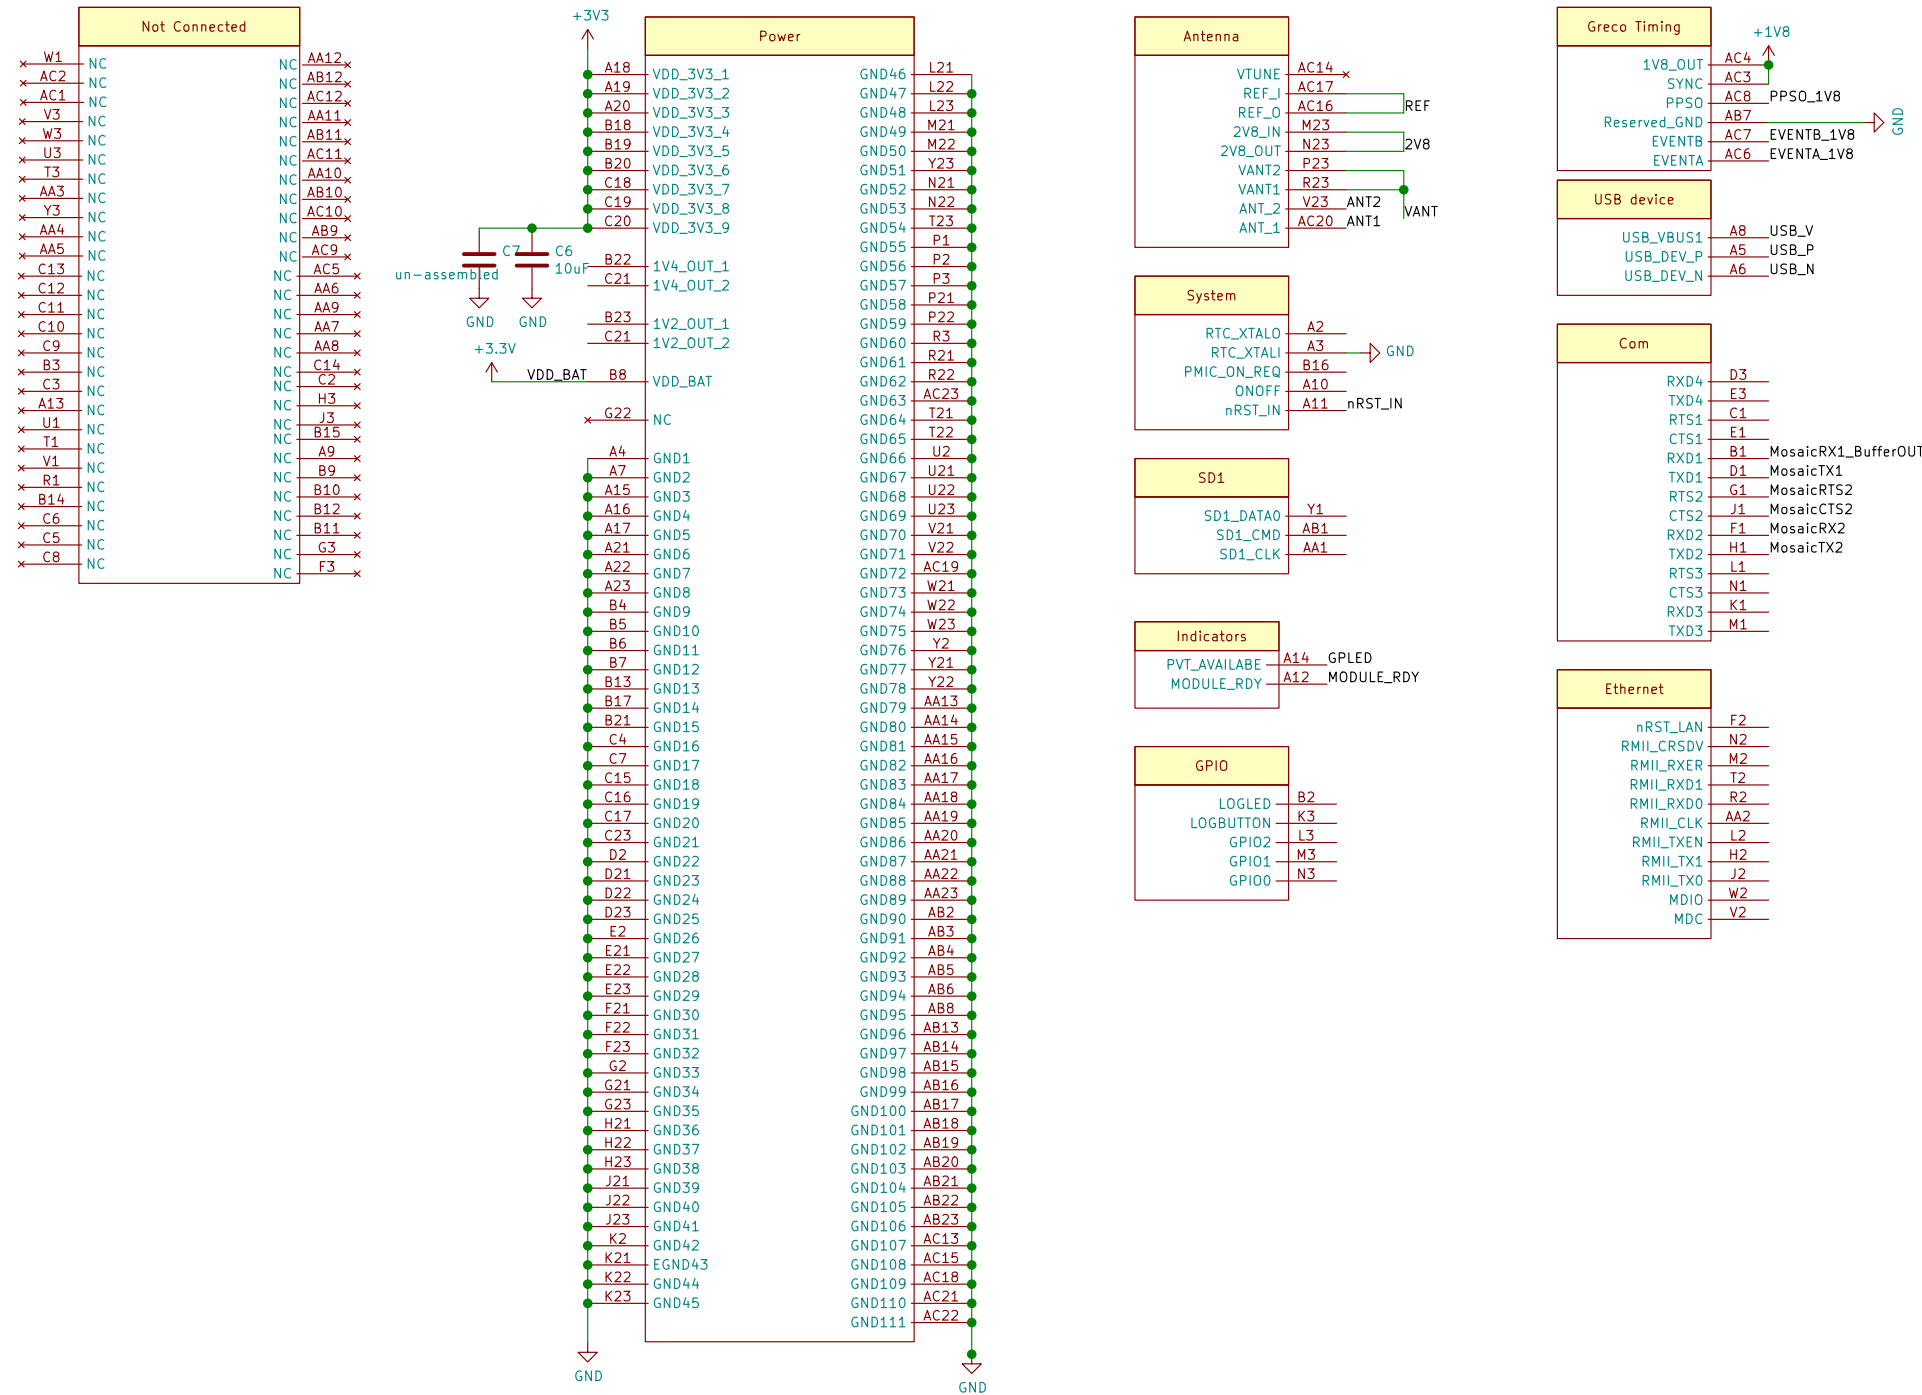 Not Connected
W1 NC
AC2 NC
AC1 NC
V3 NC
W3 NC
U3 NC
T3 NC
AA3 NC
Y3 NC
AA4 NC
AA5 NC
C13 NC
C12 NC
C11 NC
C10 NC
C9 NC
B3 NC
C3 NC
A13 NC
U1 NC
T1 NC
V1 NC
R1 NC
B14 NC
C6 NC
C5 NC
C8 NC
NC AA12
NC AB12
NC AC12
NC AA11
NC AB11
NC AC11
NC AA10
NC AB10
NC AC10
NC AB9
NC AC9
NC AC5
NC AA6
NC AA9
NC AA7
NC AA8
NC C14
NC C2
NC H3
NC J3
NC B15
NC A9
NC B9
NC B10
NC B12
NC B11
NC G3
NC F3
+3V3
C7
un-assembled
GND
C6
10uF
GND
+3.3V
VDD_BAT
Power
A18 VDD_3V3_1
A19 VDD_3V3_2
A20 VDD_3V3_3
B18 VDD_3V3_4
B19 VDD_3V3_5
B20 VDD_3V3_6
C18 VDD_3V3_7
C19 VDD_3V3_8
C20 VDD_3V3_9
B22 1V4_OUT_1
C21 1V4_OUT_2
B23 1V2_OUT_1
C21 1V2_OUT_2
B8 VDD_BAT
G22 NC
A4 GND1
A7 GND2
A15 GND3
A16 GND4
A17 GND5
A21 GND6
A22 GND7
A23 GND8
B4 GND9
B5 GND10
B6 GND11
B7 GND12
B13 GND13
B17 GND14
B21 GND15
C4 GND16
C7 GND17
C15 GND18
C16 GND19
C17 GND20
C23 GND21
D2 GND22
D21 GND23
D22 GND24
D23 GND25
E2 GND26
E21 GND27
E22 GND28
E23 GND29
F21 GND30
F22 GND31
F23 GND32
G2 GND33
G21 GND34
G23 GND35
H21 GND36
H22 GND37
H23 GND38
J21 GND39
J22 GND40
J23 GND41
K2 GND42
K21 EGND43
K22 GND44
K23 GND45
GND
GND46 L21
GND47 L22
GND48 L23
GND49 M21
GND50 M22
GND51 Y23
GND52 N21
GND53 N22
GND54 T23
GND55 P1
GND56 P2
GND57 P3
GND58 P21
GND59 P22
GND60 R3
GND61 R21
GND62 R22
GND63 AC23
GND64 T21
GND65 T22
GND66 U2
GND67 U21
GND68 U22
GND69 U23
GND70 V21
GND71 V22
GND72 AC19
GND73 W21
GND74 W22
GND75 W23
GND76 Y2
GND77 Y21
GND78 Y22
GND79 AA13
GND80 AA14
GND81 AA15
GND82 AA16
GND83 AA17
GND84 AA18
GND85 AA19
GND86 AA20
GND87 AA21
GND88 AA22
GND89 AA23
GND90 AB2
GND91 AB3
GND92 AB4
GND93 AB5
GND94 AB6
GND95 AB8
GND96 AB13
GND97 AB14
GND98 AB15
GND99 AB16
GND100 AB17
GND101 AB18
GND102 AB19
GND103 AB20
GND104 AB21
GND105 AB22
GND106 AB23
GND107 AC13
GND108 AC15
GND109 AC18
GND110 AC21
GND111 AC22
GND
Antenna
VTUNE AC14
REF_I AC17
REF_O AC16 REF
2V8_IN M23
2V8_OUT N23 2V8
VANT2 P23
VANT1 R23
ANT_2 V23 ANT2 VANT
ANT_1 AC20 ANT1
System
RTC_XTALO A2
RTC_XTALI A3 GND
PMIC_ON_REQ B16
ONOFF A10
nRST_IN A11 nRST_IN
SD1
SD1_DATA0 Y1
SD1_CMD AB1
SD1_CLK AA1
Indicators
PVT_AVAILABE A14 GPLED
MODULE_RDY A12 MODULE_RDY
GPIO
LOGLED B2
LOGBUTTON K3
GPIO2 L3
GPIO1 M3
GPIO0 N3
Greco Timing
+1V8
1V8_OUT AC4
SYNC AC3
PPSO AC8 PPSO_1V8
Reserved_GND AB7 GND
EVENTB AC7 EVENTB_1V8
EVENTA AC6 EVENTA_1V8
USB device
USB_VBUS1 A8 USB_V
USB_DEV_P A5 USB_P
USB_DEV_N A6 USB_N
Com
RXD4 D3
TXD4 E3
RTS1 C1
CTS1 E1
RXD1 B1 MosaicRX1_BufferOUT
TXD1 D1 MosaicTX1
RTS2 G1 MosaicRTS2
CTS2 J1 MosaicCTS2
RXD2 F1 MosaicRX2
TXD2 H1 MosaicTX2
RTS3 L1
CTS3 N1
RXD3 K1
TXD3 M1
Ethernet
nRST_LAN F2
RMII_CRSDV N2
RMII_RXER M2
RMII_RXD1 T2
RMII_RXD0 R2
RMII_CLK AA2
RMII_TXEN L2
RMII_TX1 H2
RMII_TX0 J2
MDIO W2
MDC V2